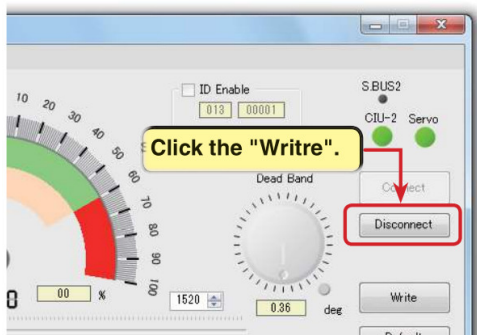 ID Enable
013 00001
S.BUS2
CIU-2 Servo
10 20 30 40 50 60 70 80 90 100
Click the "Writre".
Dead Band
Connect
Disconnect
00 %
1520
0.36 deg
Write
Default